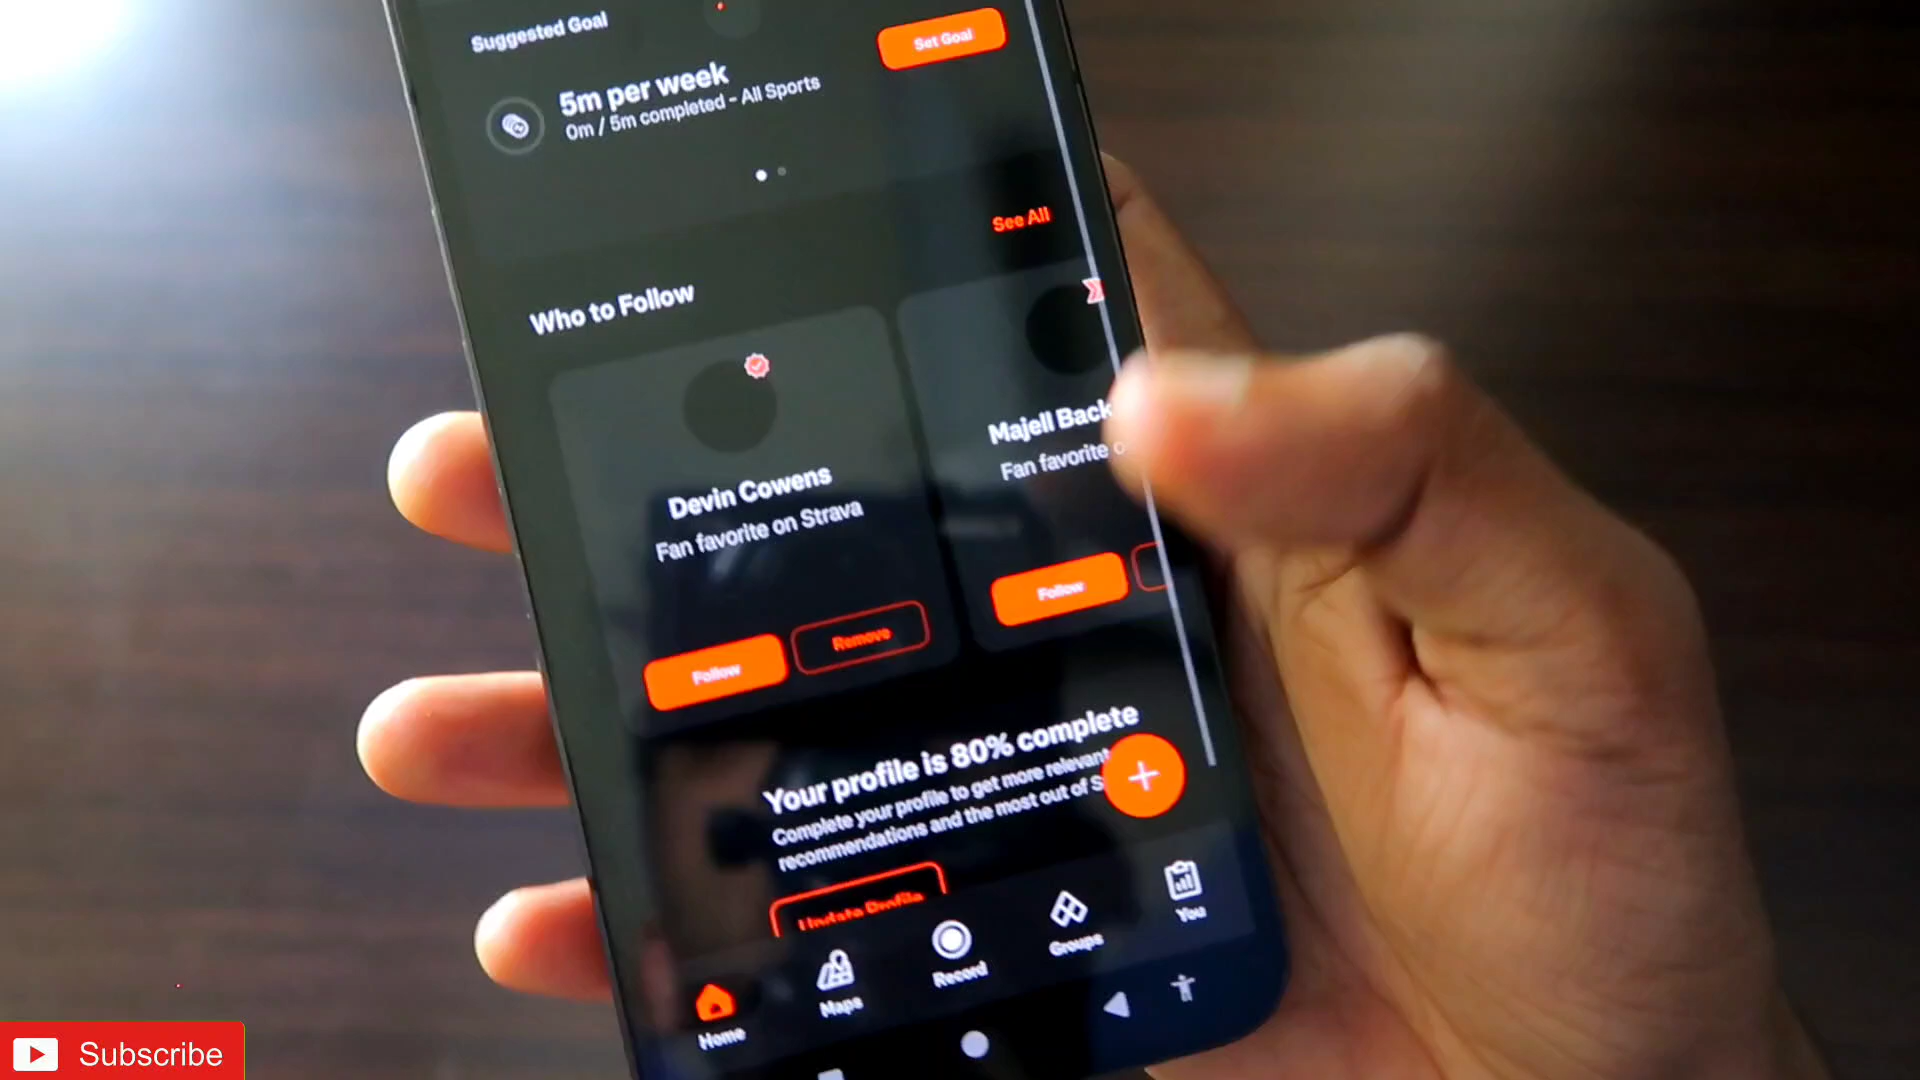 Suggested Goal
Set Goal
5m per week
0m / 5m completed - All Sports
See All
Who to Follow
Devin Cowens
Fan favorite on Strava
Follow
Remove
Majell Back
Fan favorite
Follow
Your profile is 80% complete
Complete your profile to get more relevant
recommendations and the most out of S
Update Profile
Home
Maps
Record
Groups
You
Subscribe